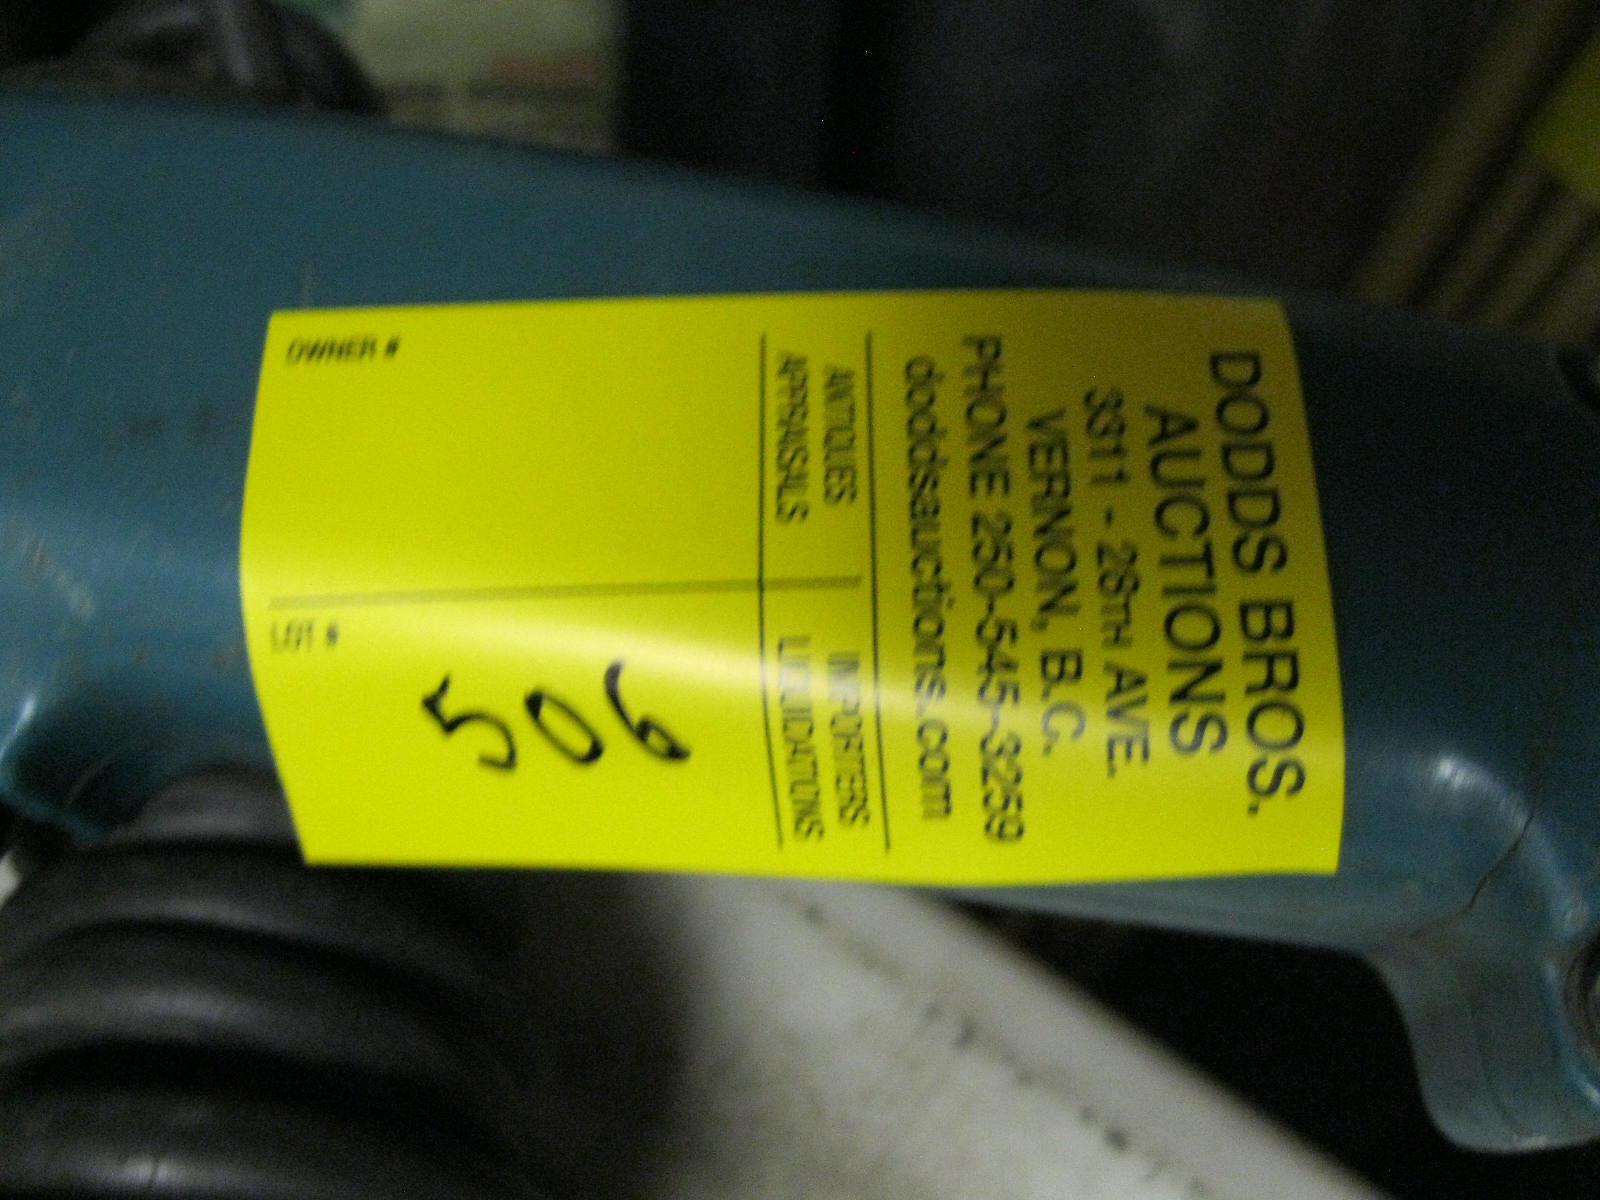 DODDS BROS.
AUCTIONS
3311 - 28TH AVE.
VERNON, B.C.
PHONE 250-545-3259
doddsauctions.com
ANTIQUES IMPORTERS
APPRAISALS LIQUIDATIONS
OWNER #
LOT #
506